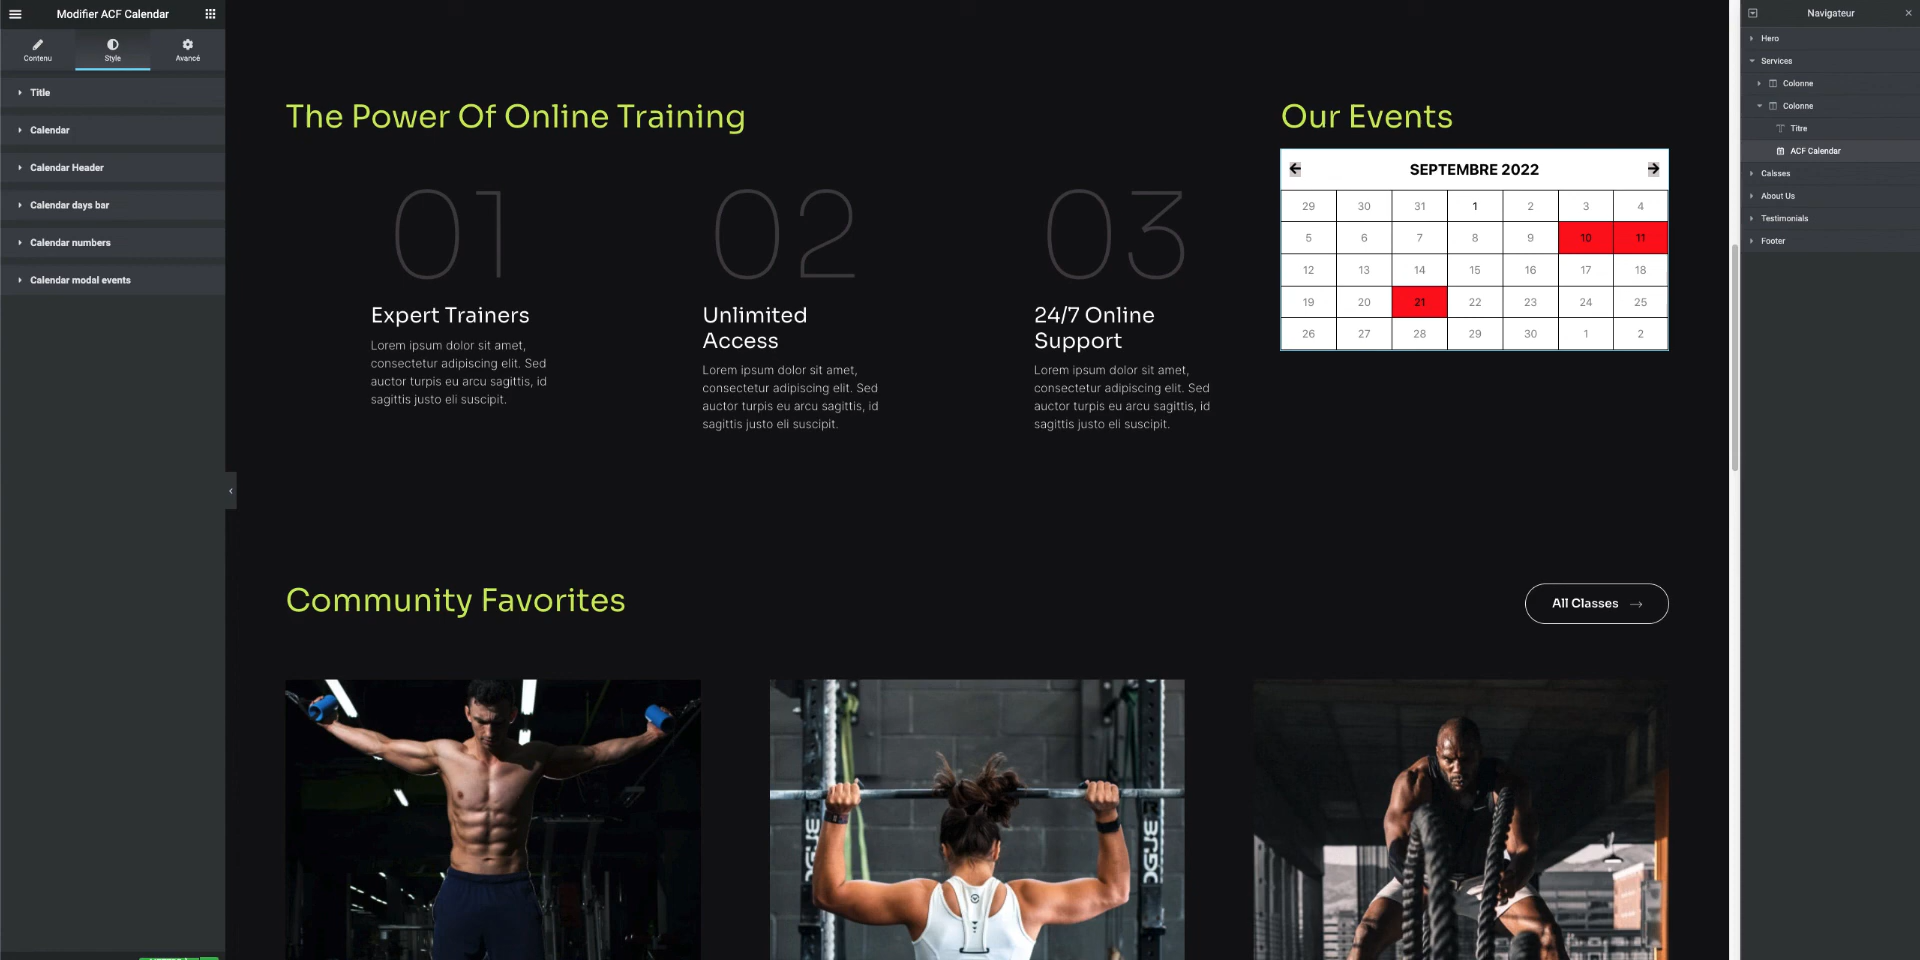 Modifier ACF Calendar
Contenu
Style
Avancé
Title
Calendar
Calendar Header
Calendar days bar
Calendar numbers
Calendar modal events
The Power Of Online Training
01
Expert Trainers
Lorem ipsum dolor sit amet,
consectetur adipiscing elit. Sed
auctor turpis eu arcu sagittis, id
sagittis justo eli suscipit.
02
Unlimited
Access
Lorem ipsum dolor sit amet,
consectetur adipiscing elit. Sed
auctor turpis eu arcu sagittis, id
sagittis justo eli suscipit.
03
24/7 Online
Support
Lorem ipsum dolor sit amet,
consectetur adipiscing elit. Sed
auctor turpis eu arcu sagittis, id
sagittis justo eli suscipit.
Our Events
SEPTEMBRE 2022
29 30 31 1 2 3 4
5 6 7 8 9 10 11
12 13 14 15 16 17 18
19 20 21 22 23 24 25
26 27 28 29 30 1 2
Community Favorites
All Classes →
Navigateur
Hero
Services
Colonne
Colonne
Titre
ACF Calendar
Calsses
About Us
Testimonials
Footer